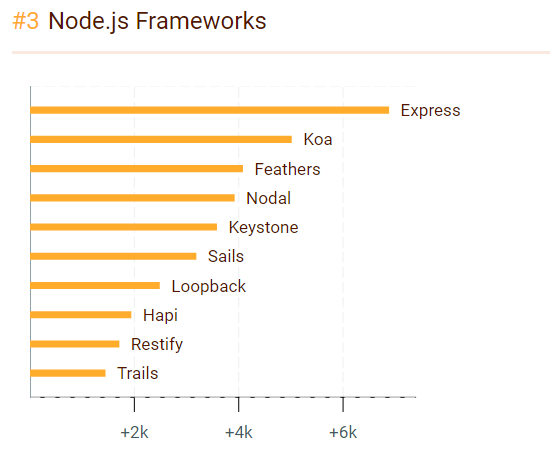 #3 Node.js Frameworks
Express
Koa
Feathers
Nodal
Keystone
Sails
Loopback
Hapi
Restify
Trails
+2k +4k +6k